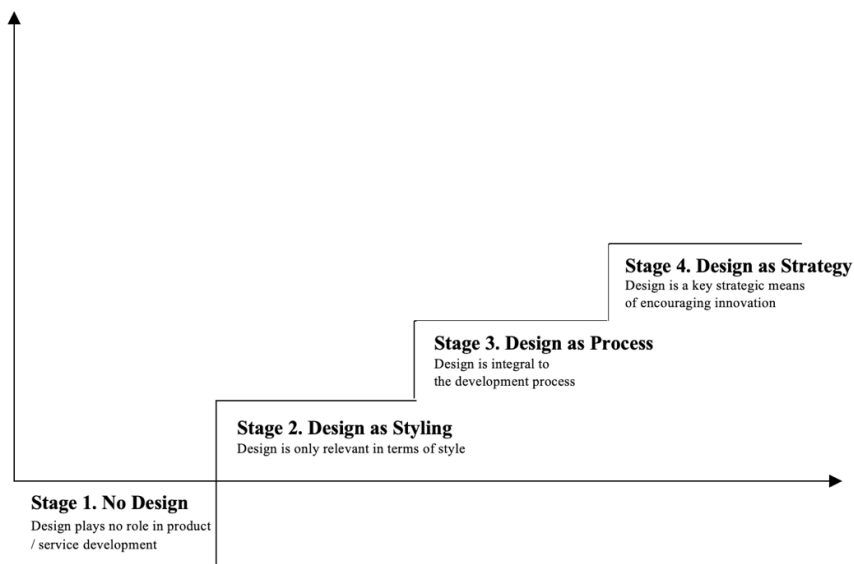 Stage 4. Design as Strategy
Design is a key strategic means
of encouraging innovation
Stage 3. Design as Process
Design is integral to
the development process
Stage 2. Design as Styling
Design is only relevant in terms of style
Stage 1. No Design
Design plays no role in product
/ service development